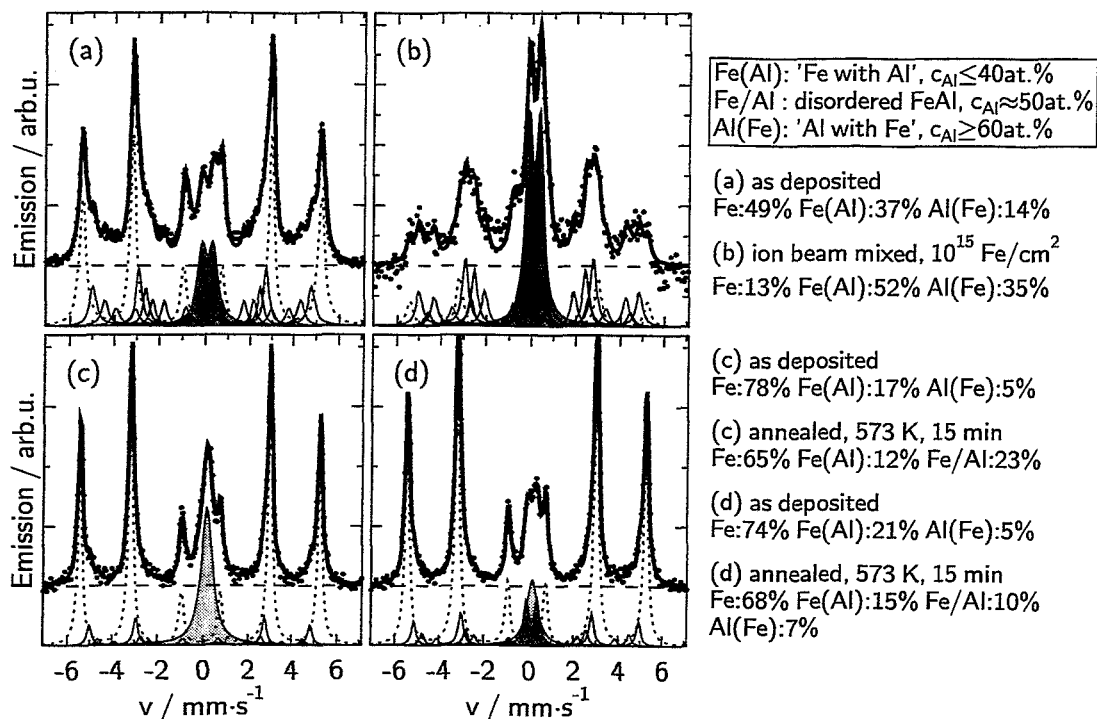 (a)
(b)
Emission / arb.u.
(c)
(d)
Emission / arb.u.
-6 -4 -2 0 2 4 6
-6 -4 -2 0 2 4 6
v / mm·s⁻¹
v / mm·s⁻¹
Fe(Al): 'Fe with Al', c_Al≤40at.%
Fe/Al : disordered FeAl, c_Al≈50at.%
Al(Fe): 'Al with Fe', c_Al≥60at.%
(a) as deposited
Fe:49% Fe(Al):37% Al(Fe):14%
(b) ion beam mixed, 10¹⁵ Fe/cm²
Fe:13% Fe(Al):52% Al(Fe):35%
(c) as deposited
Fe:78% Fe(Al):17% Al(Fe):5%
(c) annealed, 573 K, 15 min
Fe:65% Fe(Al):12% Fe/Al:23%
(d) as deposited
Fe:74% Fe(Al):21% Al(Fe):5%
(d) annealed, 573 K, 15 min
Fe:68% Fe(Al):15% Fe/Al:10%
Al(Fe):7%